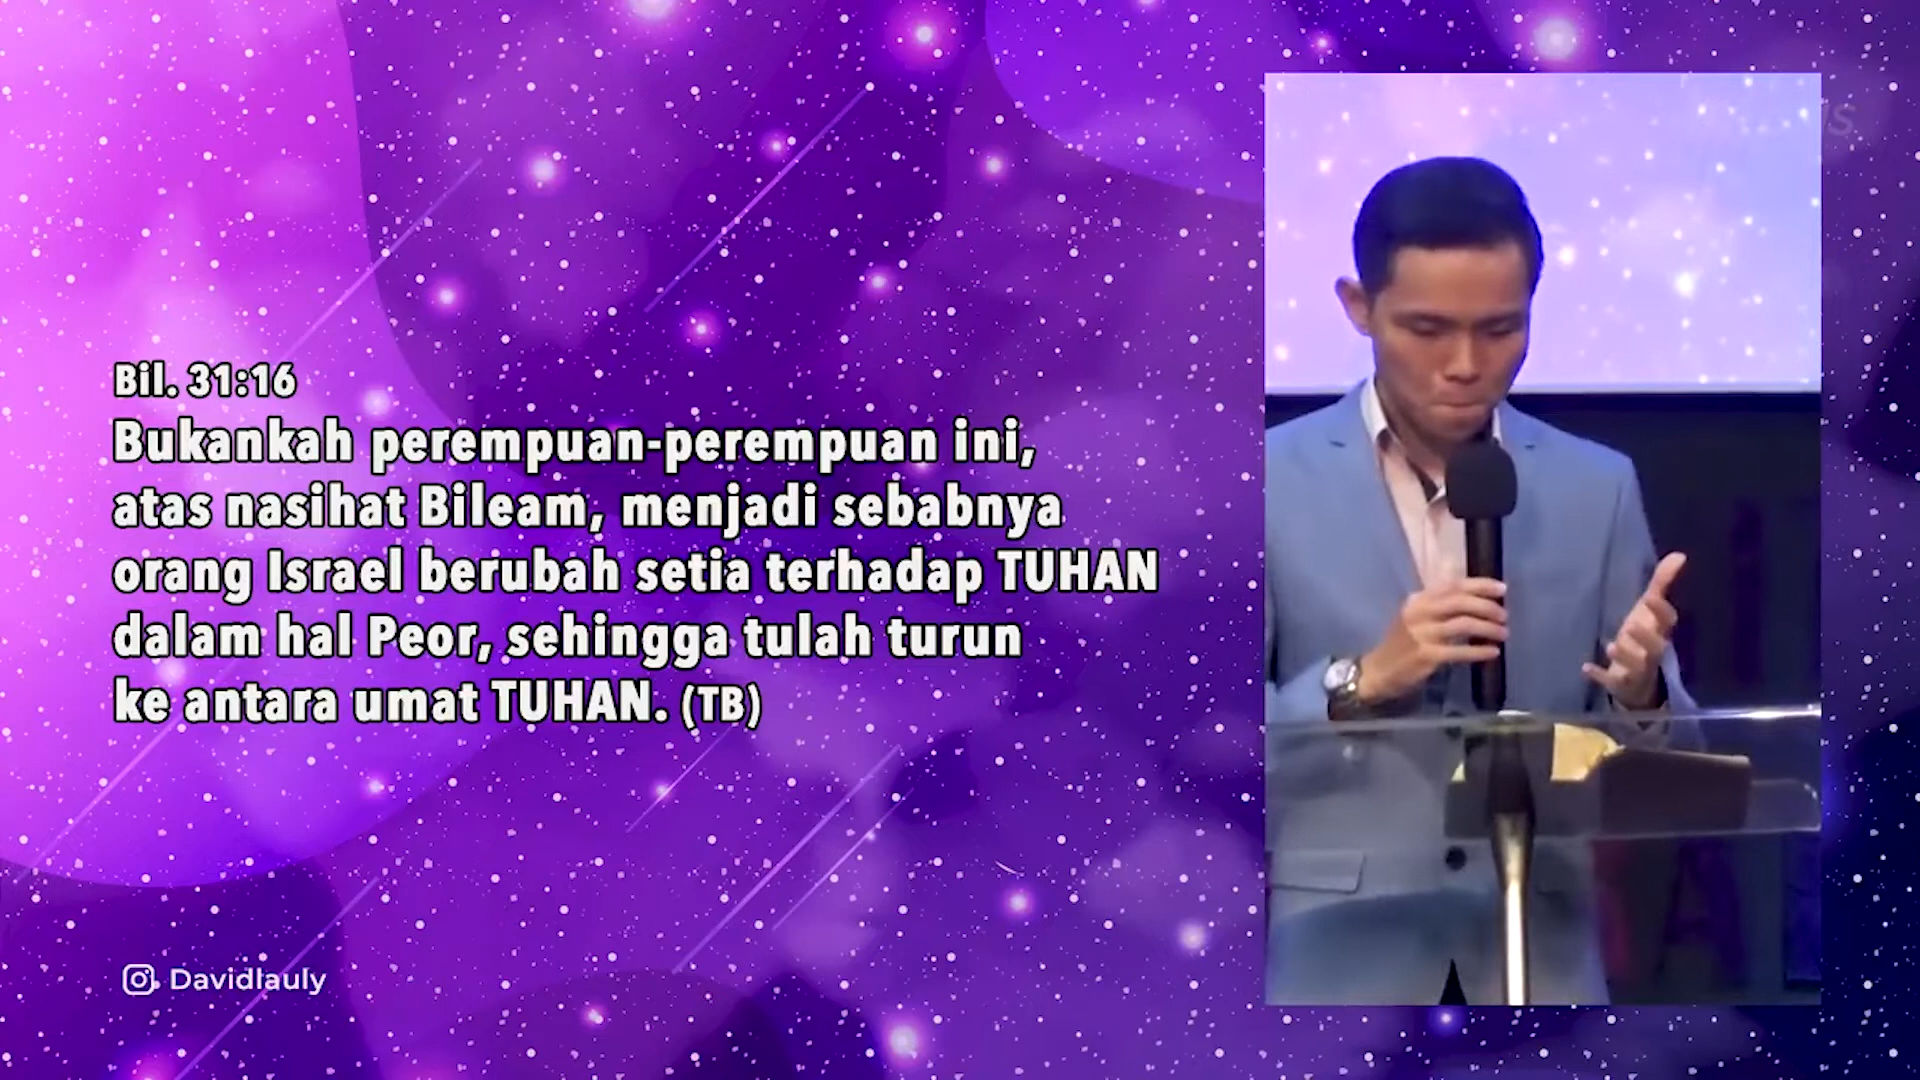 Bil. 31:16
Bukankah perempuan-perempuan ini,
atas nasihat Bileam, menjadi sebabnya
orang Israel berubah setia terhadap TUHAN
dalam hal Peor, sehingga tulah turun
ke antara umat TUHAN. (TB)
Davidlauly